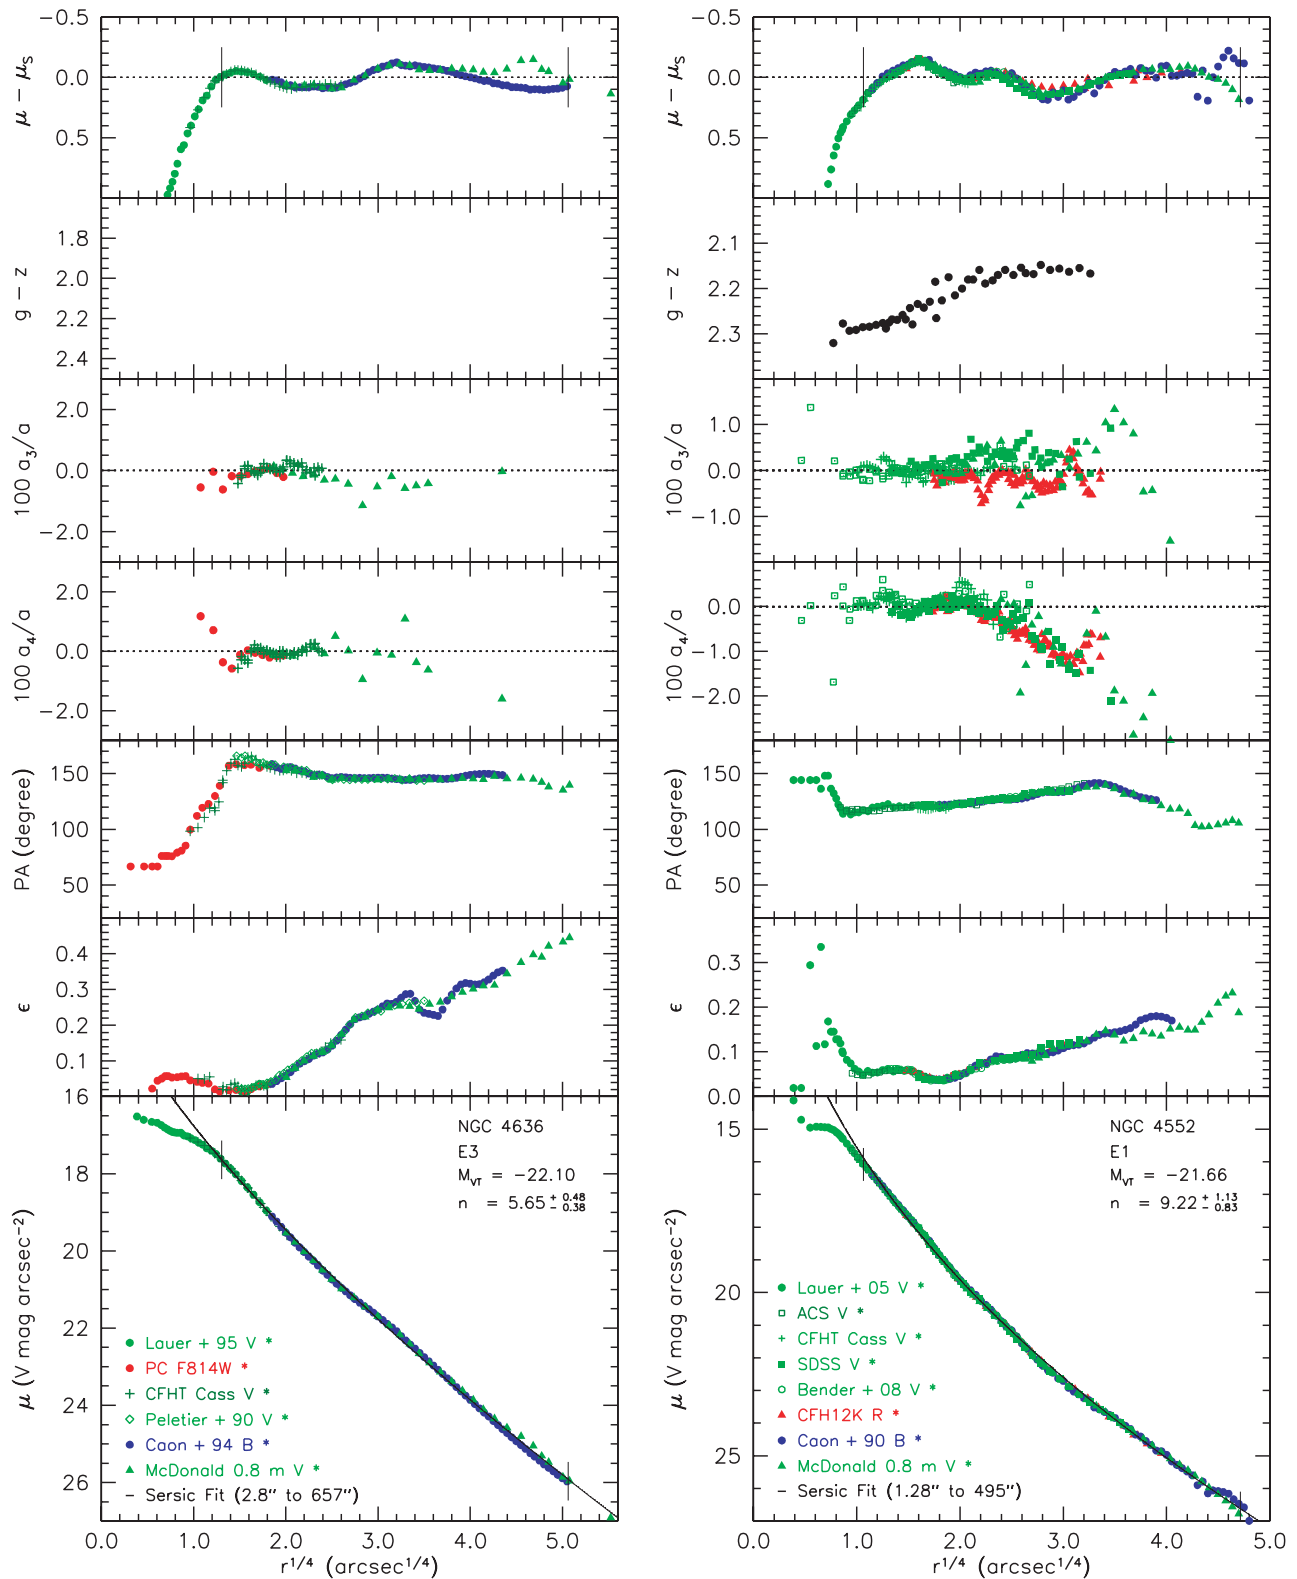 −0.5
0.0
0.5
μ − μS
1.8
2.0
2.2
2.4
g − z
2.0
0.0
−2.0
100 a3/a
2.0
0.0
−2.0
100 a4/a
150
100
50
PA (degree)
0.4
0.3
0.2
0.1
ϵ
16
18
20
22
24
26
μ (V mag arcsec−2)
NGC 4636
E3
MVT = −22.10
n = 5.65 + 0.48 − 0.38
Lauer + 95 V *
PC F814W *
CFHT Cass V *
Peletier + 90 V *
Caon + 94 B *
McDonald 0.8 m V *
− Sersic Fit (2.8″ to 657″)
0.0 1.0 2.0 3.0 4.0 5.0
r1/4 (arcsec1/4)
−0.5
0.0
0.5
μ − μS
2.1
2.2
2.3
g − z
1.0
0.0
−1.0
100 a3/a
0.0
−1.0
−2.0
100 a4/a
150
100
50
PA (degree)
0.3
0.2
0.1
0.0
ϵ
15
20
25
μ (V mag arcsec−2)
NGC 4552
E1
MVT = −21.66
n = 9.22 + 1.13 − 0.83
Lauer + 05 V *
ACS V *
CFHT Cass V *
SDSS V *
Bender + 08 V *
CFH12K R *
Caon + 90 B *
McDonald 0.8 m V *
− Sersic Fit (1.28″ to 495″)
0.0 1.0 2.0 3.0 4.0 5.0
r1/4 (arcsec1/4)